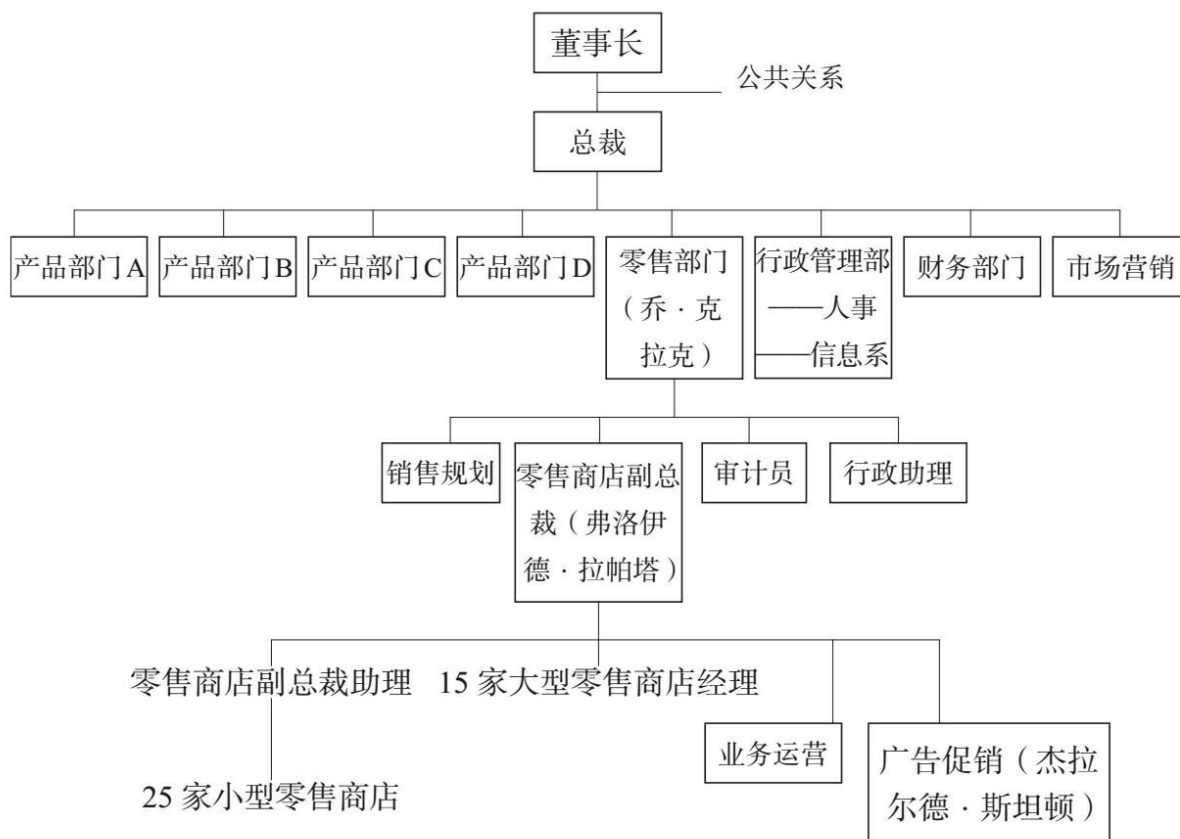 董事长
公共关系
总裁
产品部门A
产品部门B
产品部门C
产品部门D
零售部门
（乔·克
拉克）
行政管理部
——人事
——信息系
财务部门
市场营销
销售规划
零售商店副总
裁（弗洛伊
德·拉帕塔）
审计员
行政助理
零售商店副总裁助理
15家大型零售商店经理
业务运营
广告促销（杰拉
尔德·斯坦顿）
25家小型零售商店